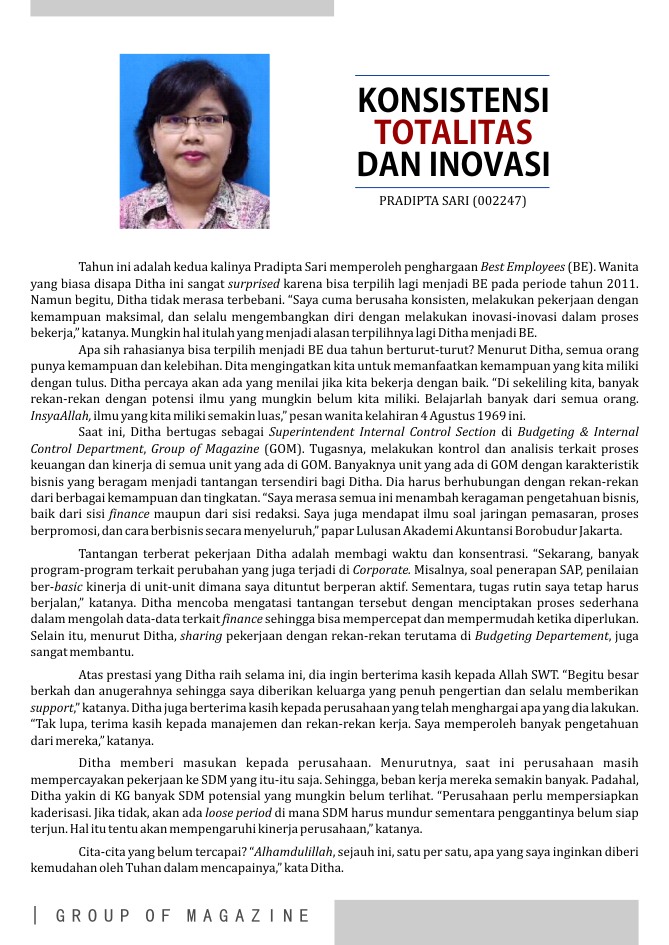 KONSISTENSI
TOTALITAS
DAN INOVASI
PRADIPTA SARI (002247)
Tahun ini adalah kedua kalinya Pradipta Sari memperoleh penghargaan Best Employees (BE). Wanita
yang biasa disapa Ditha ini sangat surprised karena bisa terpilih lagi menjadi BE pada periode tahun 2011.
Namun begitu, Ditha tidak merasa terbebani. “Saya cuma berusaha konsisten, melakukan pekerjaan dengan
kemampuan maksimal, dan selalu mengembangkan diri dengan melakukan inovasi-inovasi dalam proses
bekerja,” katanya. Mungkin hal itulah yang menjadi alasan terpilihnya lagi Ditha menjadi BE.
Apa sih rahasianya bisa terpilih menjadi BE dua tahun berturut-turut? Menurut Ditha, semua orang
punya kemampuan dan kelebihan. Dita mengingatkan kita untuk memanfaatkan kemampuan yang kita miliki
dengan tulus. Ditha percaya akan ada yang menilai jika kita bekerja dengan baik. “Di sekeliling kita, banyak
rekan-rekan dengan potensi ilmu yang mungkin belum kita miliki. Belajarlah banyak dari semua orang.
InsyaAllah, ilmu yang kita miliki semakin luas,” pesan wanita kelahiran 4 Agustus 1969 ini.
Saat ini, Ditha bertugas sebagai Superintendent Internal Control Section di Budgeting & Internal
Control Department, Group of Magazine (GOM). Tugasnya, melakukan kontrol dan analisis terkait proses
keuangan dan kinerja di semua unit yang ada di GOM. Banyaknya unit yang ada di GOM dengan karakteristik
bisnis yang beragam menjadi tantangan tersendiri bagi Ditha. Dia harus berhubungan dengan rekan-rekan
dari berbagai kemampuan dan tingkatan. “Saya merasa semua ini menambah keragaman pengetahuan bisnis,
baik dari sisi finance maupun dari sisi redaksi. Saya juga mendapat ilmu soal jaringan pemasaran, proses
berpromosi, dan cara berbisnis secara menyeluruh,” papar Lulusan Akademi Akuntansi Borobudur Jakarta.
Tantangan terberat pekerjaan Ditha adalah membagi waktu dan konsentrasi. “Sekarang, banyak
program-program terkait perubahan yang juga terjadi di Corporate. Misalnya, soal penerapan SAP, penilaian
ber-basic kinerja di unit-unit dimana saya dituntut berperan aktif. Sementara, tugas rutin saya tetap harus
berjalan,” katanya. Ditha mencoba mengatasi tantangan tersebut dengan menciptakan proses sederhana
dalam mengolah data-data terkait finance sehingga bisa mempercepat dan mempermudah ketika diperlukan.
Selain itu, menurut Ditha, sharing pekerjaan dengan rekan-rekan terutama di Budgeting Departement, juga
sangat membantu.
Atas prestasi yang Ditha raih selama ini, dia ingin berterima kasih kepada Allah SWT. “Begitu besar
berkah dan anugerahnya sehingga saya diberikan keluarga yang penuh pengertian dan selalu memberikan
support,” katanya. Ditha juga berterima kasih kepada perusahaan yang telah menghargai apa yang dia lakukan.
“Tak lupa, terima kasih kepada manajemen dan rekan-rekan kerja. Saya memperoleh banyak pengetahuan
dari mereka,” katanya.
Ditha memberi masukan kepada perusahaan. Menurutnya, saat ini perusahaan masih
mempercayakan pekerjaan ke SDM yang itu-itu saja. Sehingga, beban kerja mereka semakin banyak. Padahal,
Ditha yakin di KG banyak SDM potensial yang mungkin belum terlihat. “Perusahaan perlu mempersiapkan
kaderisasi. Jika tidak, akan ada loose period di mana SDM harus mundur sementara penggantinya belum siap
terjun. Hal itu tentu akan mempengaruhi kinerja perusahaan,” katanya.
Cita-cita yang belum tercapai? “Alhamdulillah, sejauh ini, satu per satu, apa yang saya inginkan diberi
kemudahan oleh Tuhan dalam mencapainya,” kata Ditha.
| GROUP OF MAGAZINE